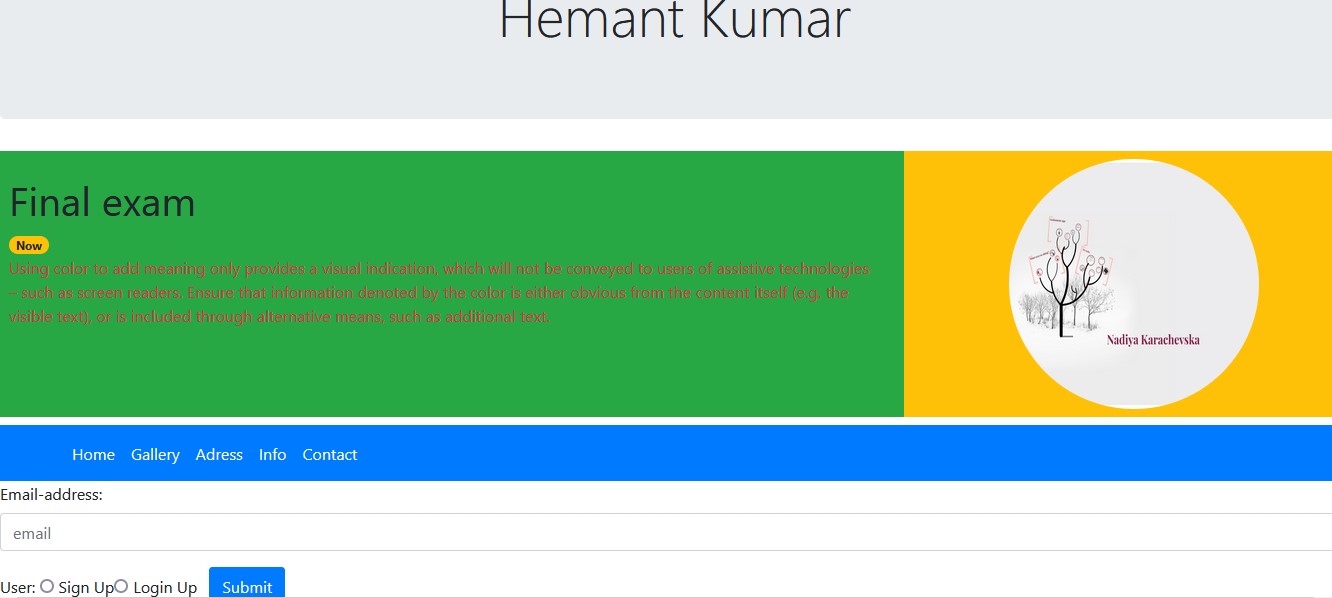 Hemant Kumar
Final exam
Now
Using color to add meaning only provides a visual indication, which will not be conveyed to users of assistive technologies
– such as screen readers. Ensure that information denoted by the color is either obvious from the content itself (e.g. the
visible text), or is included through alternative means, such as additional text.
Nadiya Karachevska
Home Gallery Adress Info Contact
Email-address:
email
User: Sign Up Login Up Submit